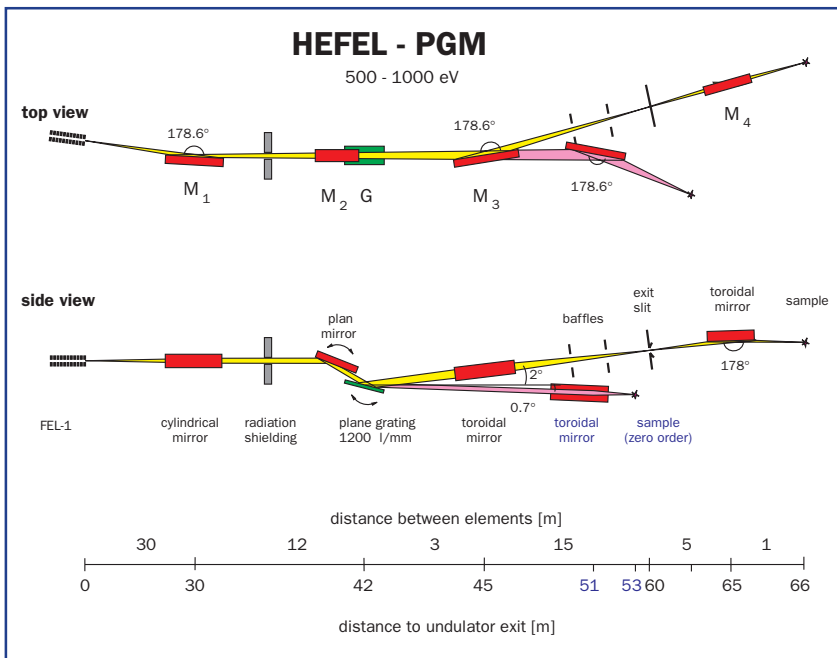 HEFEL - PGM
500 - 1000 eV
top view
178.6°
178.6°
M4
178.6°
M1
M2 G
M3
side view
plan
mirror
baffles
exit
slit
toroidal
mirror
sample
2°
178°
0.7°
FEL-1
cylindrical
mirror
radiation
shielding
plane grating
1200 l/mm
toroidal
mirror
toroidal
mirror
sample
(zero order)
distance between elements [m]
30 12 3 15 5 1
0 30 42 45 51 53 60 65 66
distance to undulator exit [m]